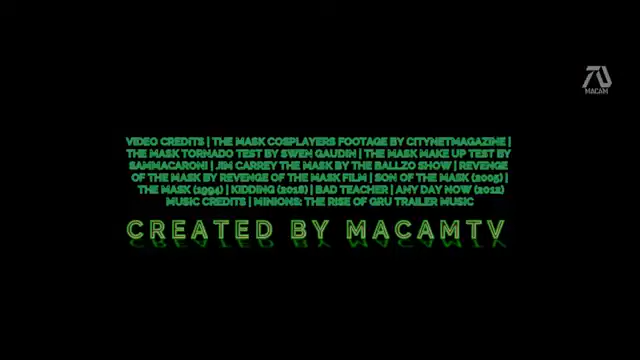 MACAM
VIDEO CREDITS | THE MASK COSPLAYERS FOOTAGE BY CITYNETMAGAZINE |
THE MASK TORNADO TEST BY SWEN GAUDIN | THE MASK MAKE UP TEST BY
SAMMACARONI | JIM CARREY THE MASK BY THE BALLZO SHOW | REVENGE
OF THE MASK BY REVENGE OF THE MASK FILM | SON OF THE MASK (2005) |
THE MASK (1994) | KIDDING (2018) | BAD TEACHER | ANY DAY NOW (2012)
MUSIC CREDITS | MINIONS: THE RISE OF GRU TRAILER MUSIC
CREATED BY MACAMTV